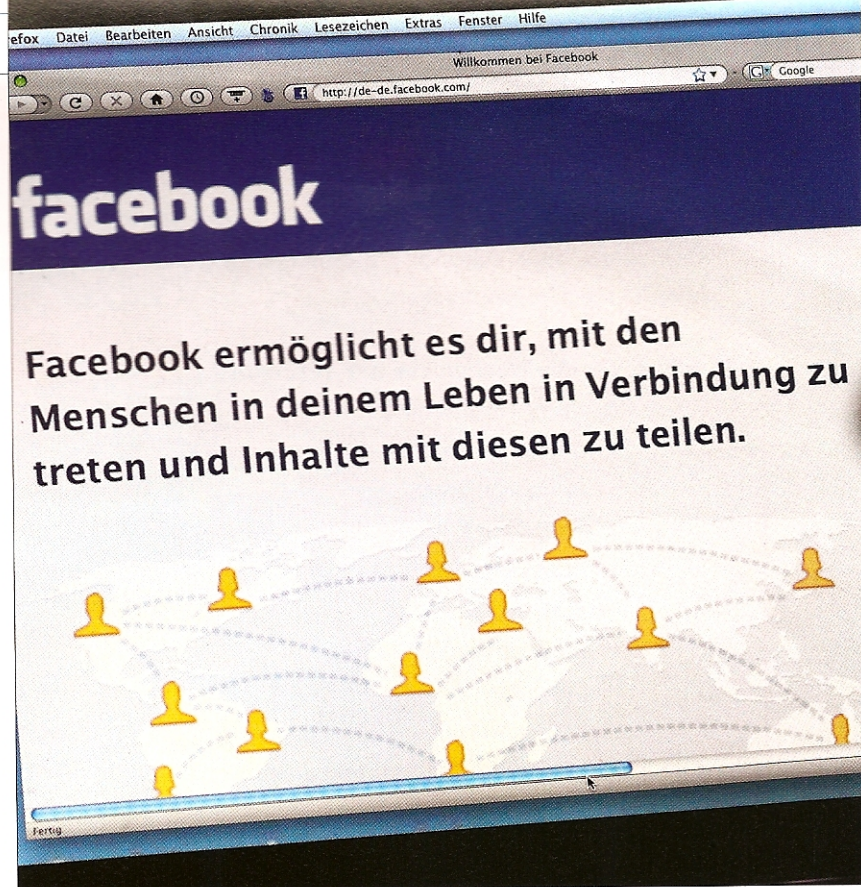 efox Datei Bearbeiten Ansicht Chronik Lesezeichen Extras Fenster Hilfe
Willkommen bei Facebook
http://de-de.facebook.com/
G Google
facebook
Facebook ermöglicht es dir, mit den
Menschen in deinem Leben in Verbindung zu
treten und Inhalte mit diesen zu teilen.
Fertig